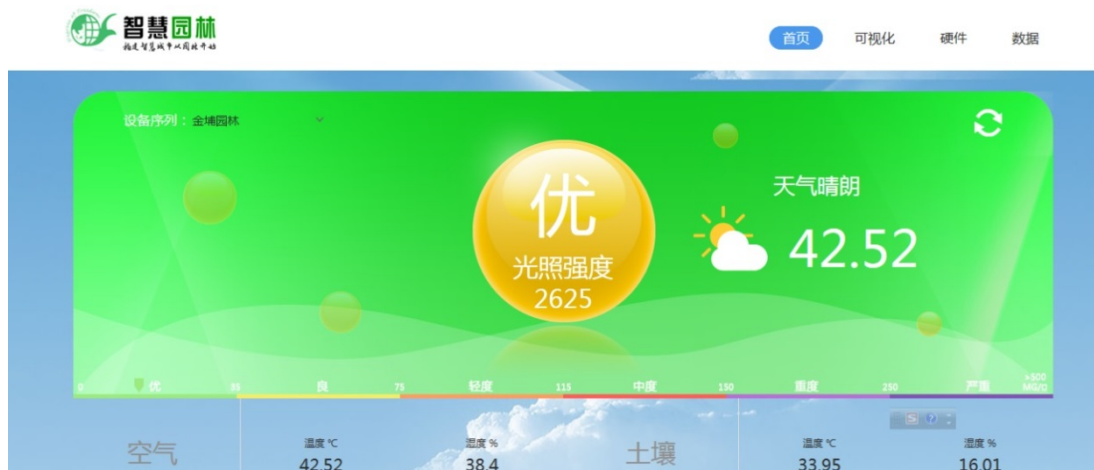 智慧园林
首页 可视化 硬件 数据
设备序列：金埔园林
优
光照强度
2625
天气晴朗
42.52
0 优 35 良 75 轻度 115 中度 150 重度 250 严重 >500
MG/Q
空气
温度 ℃
42.52
湿度 %
38.4
土壤
温度 ℃
33.95
湿度 %
16.01